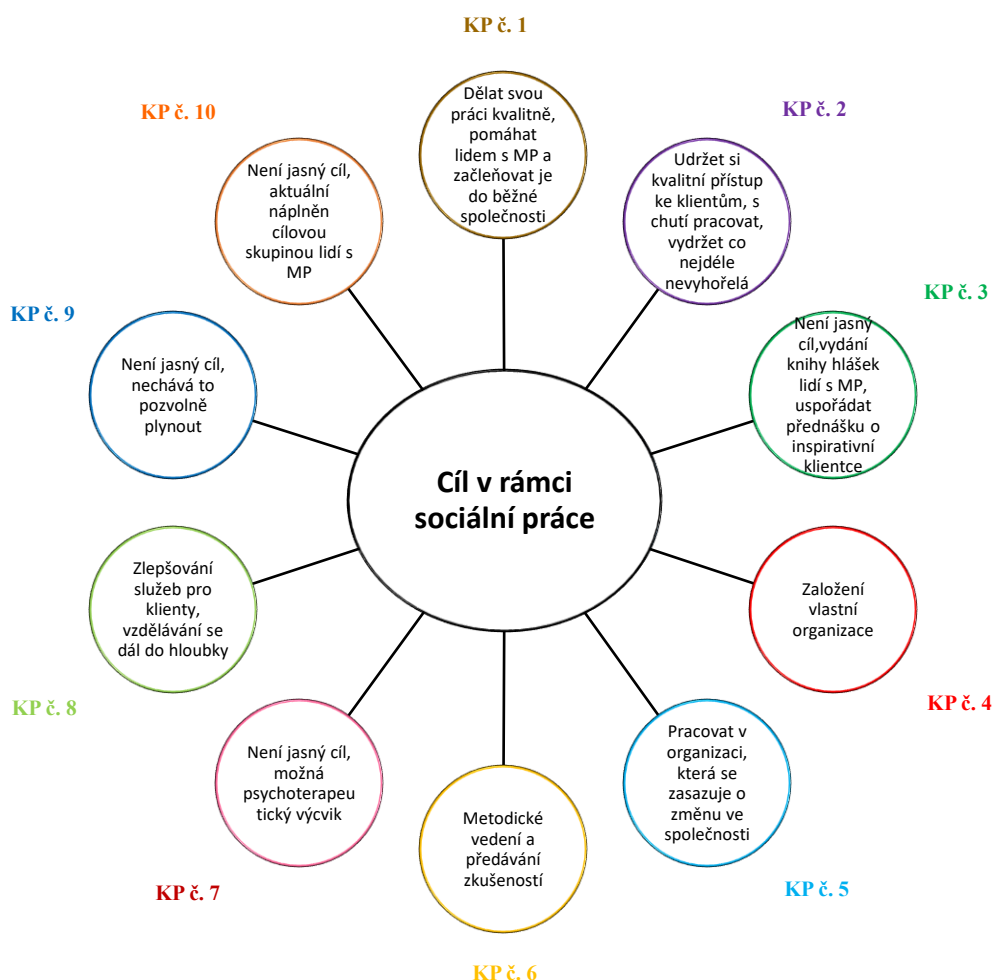 KP č. 1
Dělat svou
práci kvalitně,
pomáhat
lidem s MP a
začleňovat je
do běžné
společnosti
KP č. 2
Udržet si
kvalitní přístup
ke klientům, s
chutí pracovat,
vydržet co
nejdéle
nevyhořelá
KP č. 3
Není jasný
cíl,vydání
knihy hlášek
lidí s MP,
uspořádat
přednášku o
inspirativní
klientce
KP č. 4
Založení
vlastní
organizace
KP č. 5
Pracovat v
organizaci,
která se
zasazuje o
změnu ve
společnosti
KP č. 6
Metodické
vedení a
předávání
zkušeností
KP č. 7
Není jasný cíl,
možná
psychoterapeu
tický výcvik
KP č. 8
Zlepšování
služeb pro
klienty,
vzdělávání se
dál do hloubky
KP č. 9
Není jasný cíl,
nechává to
pozvolně
plynout
KP č. 10
Není jasný cíl,
aktuální
náplněn
cílovou
skupinou lidí s
MP
Cíl v rámci
sociální práce